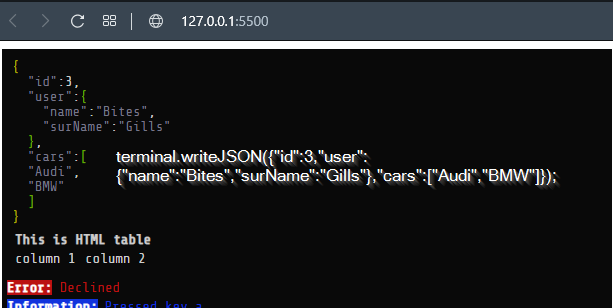 127.0.0.1:5500
{
"id":3,
"user":{
"name":"Bites",
"surName":"Gills"
},
"cars":[
"Audi",
"BMW"
]
}
terminal.writeJSON({"id":3,"user":
{"name":"Bites","surName":"Gills"},"cars":["Audi","BMW"]});
This is HTML table
column 1 column 2
Error: Declined
Information: Pressed key a